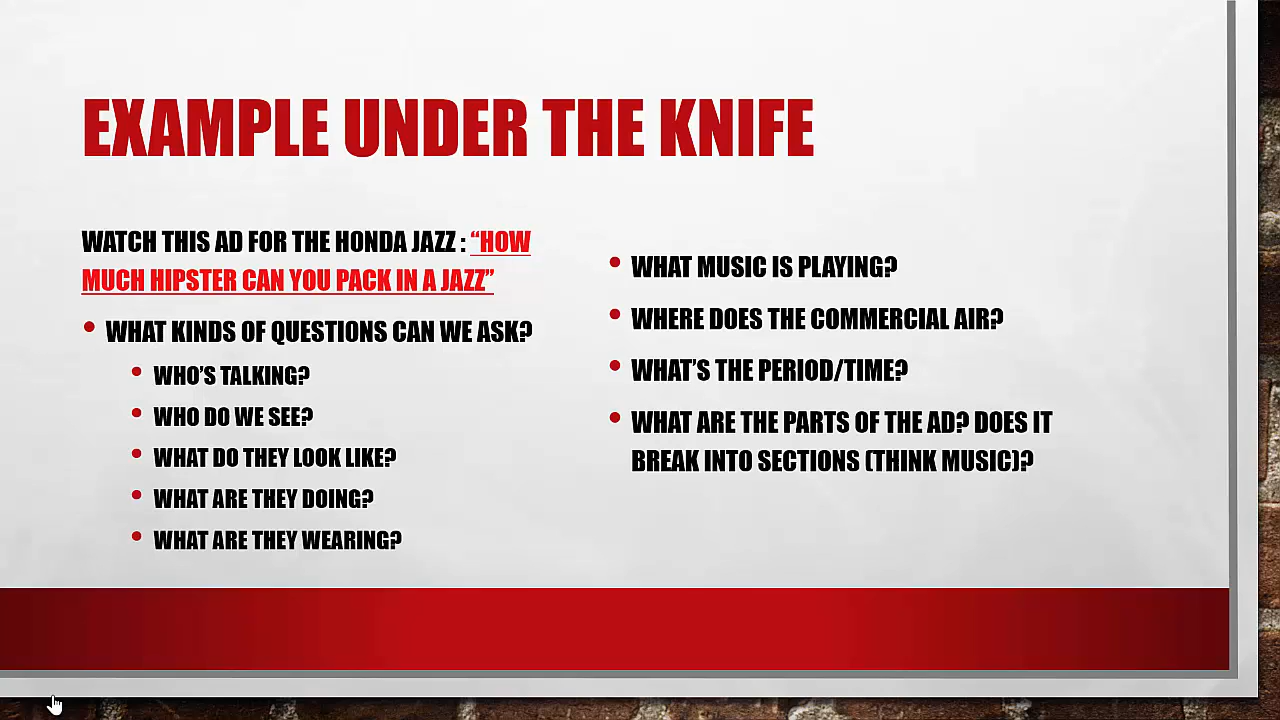 EXAMPLE UNDER THE KNIFE
WATCH THIS AD FOR THE HONDA JAZZ : “HOW
MUCH HIPSTER CAN YOU PACK IN A JAZZ”
• WHAT KINDS OF QUESTIONS CAN WE ASK?
• WHO’S TALKING?
• WHO DO WE SEE?
• WHAT DO THEY LOOK LIKE?
• WHAT ARE THEY DOING?
• WHAT ARE THEY WEARING?
• WHAT MUSIC IS PLAYING?
• WHERE DOES THE COMMERCIAL AIR?
• WHAT’S THE PERIOD/TIME?
• WHAT ARE THE PARTS OF THE AD? DOES IT
BREAK INTO SECTIONS (THINK MUSIC)?